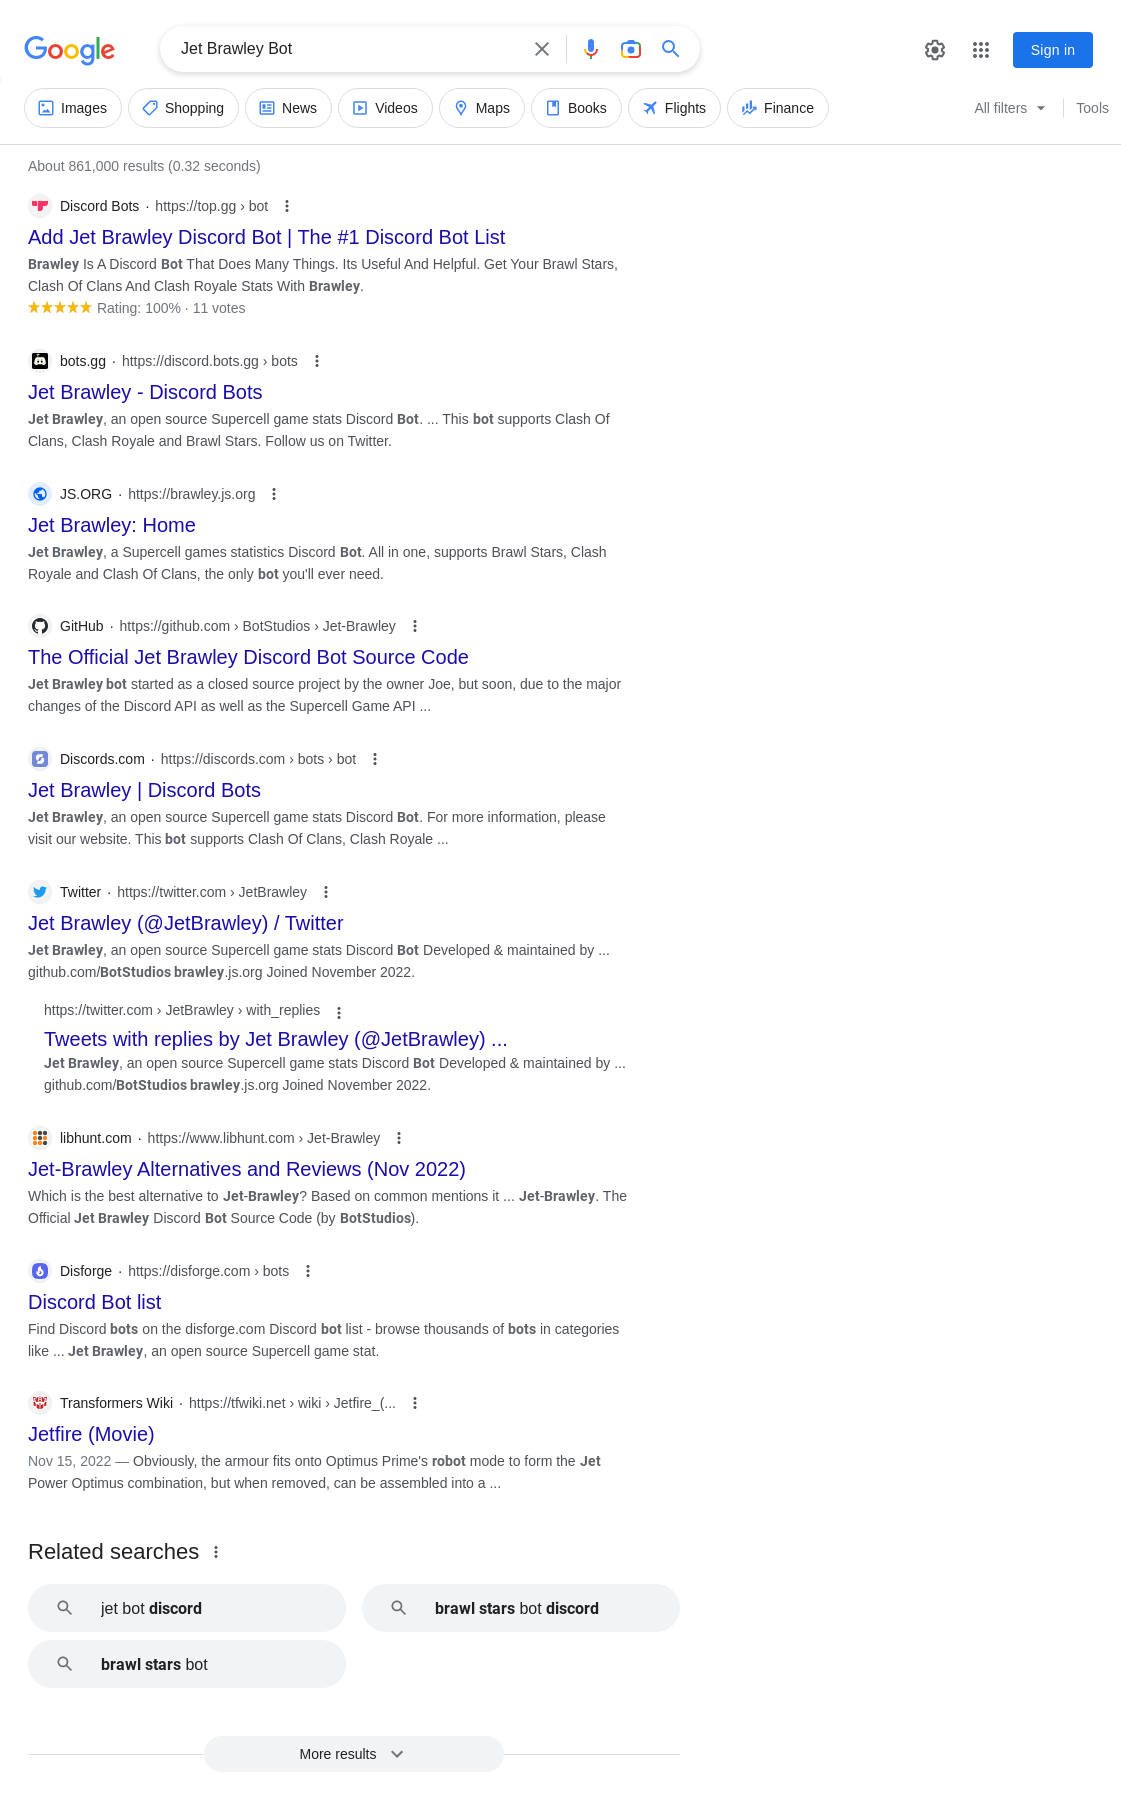 Google
Jet Brawley Bot
Sign in
Images
Shopping
News
Videos
Maps
Books
Flights
Finance
All filters
Tools
About 861,000 results (0.32 seconds)
Discord Bots · https://top.gg › bot
Add Jet Brawley Discord Bot | The #1 Discord Bot List
Brawley Is A Discord Bot That Does Many Things. Its Useful And Helpful. Get Your Brawl Stars,
Clash Of Clans And Clash Royale Stats With Brawley.
Rating: 100% · 11 votes
bots.gg · https://discord.bots.gg › bots
Jet Brawley - Discord Bots
Jet Brawley, an open source Supercell game stats Discord Bot. ... This bot supports Clash Of
Clans, Clash Royale and Brawl Stars. Follow us on Twitter.
JS.ORG · https://brawley.js.org
Jet Brawley: Home
Jet Brawley, a Supercell games statistics Discord Bot. All in one, supports Brawl Stars, Clash
Royale and Clash Of Clans, the only bot you'll ever need.
GitHub · https://github.com › BotStudios › Jet-Brawley
The Official Jet Brawley Discord Bot Source Code
Jet Brawley bot started as a closed source project by the owner Joe, but soon, due to the major
changes of the Discord API as well as the Supercell Game API ...
Discords.com · https://discords.com › bots › bot
Jet Brawley | Discord Bots
Jet Brawley, an open source Supercell game stats Discord Bot. For more information, please
visit our website. This bot supports Clash Of Clans, Clash Royale ...
Twitter · https://twitter.com › JetBrawley
Jet Brawley (@JetBrawley) / Twitter
Jet Brawley, an open source Supercell game stats Discord Bot Developed & maintained by ...
github.com/BotStudios brawley.js.org Joined November 2022.
https://twitter.com › JetBrawley › with_replies
Tweets with replies by Jet Brawley (@JetBrawley) ...
Jet Brawley, an open source Supercell game stats Discord Bot Developed & maintained by ...
github.com/BotStudios brawley.js.org Joined November 2022.
libhunt.com · https://www.libhunt.com › Jet-Brawley
Jet-Brawley Alternatives and Reviews (Nov 2022)
Which is the best alternative to Jet-Brawley? Based on common mentions it ... Jet-Brawley. The
Official Jet Brawley Discord Bot Source Code (by BotStudios).
Disforge · https://disforge.com › bots
Discord Bot list
Find Discord bots on the disforge.com Discord bot list - browse thousands of bots in categories
like ... Jet Brawley, an open source Supercell game stat.
Transformers Wiki · https://tfwiki.net › wiki › Jetfire_(...
Jetfire (Movie)
Nov 15, 2022 — Obviously, the armour fits onto Optimus Prime's robot mode to form the Jet
Power Optimus combination, but when removed, can be assembled into a ...
Related searches
jet bot discord
brawl stars bot discord
brawl stars bot
More results